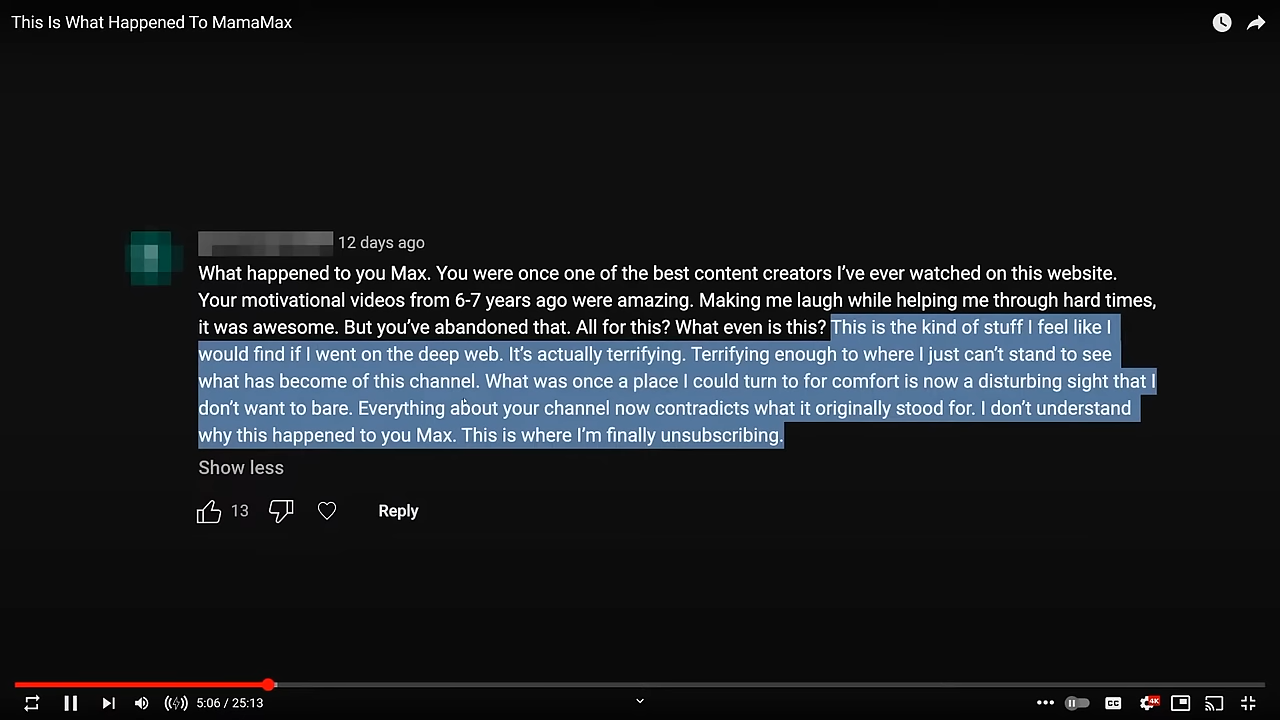 This Is What Happened To MamaMax
12 days ago
What happened to you Max. You were once one of the best content creators I’ve ever watched on this website.
Your motivational videos from 6-7 years ago were amazing. Making me laugh while helping me through hard times,
it was awesome. But you’ve abandoned that. All for this? What even is this? This is the kind of stuff I feel like I
would find if I went on the deep web. It’s actually terrifying. Terrifying enough to where I just can’t stand to see
what has become of this channel. What was once a place I could turn to for comfort is now a disturbing sight that I
don’t want to bare. Everything about your channel now contradicts what it originally stood for. I don’t understand
why this happened to you Max. This is where I’m finally unsubscribing.
Show less
13
Reply
5:06 / 25:13
CC
4K